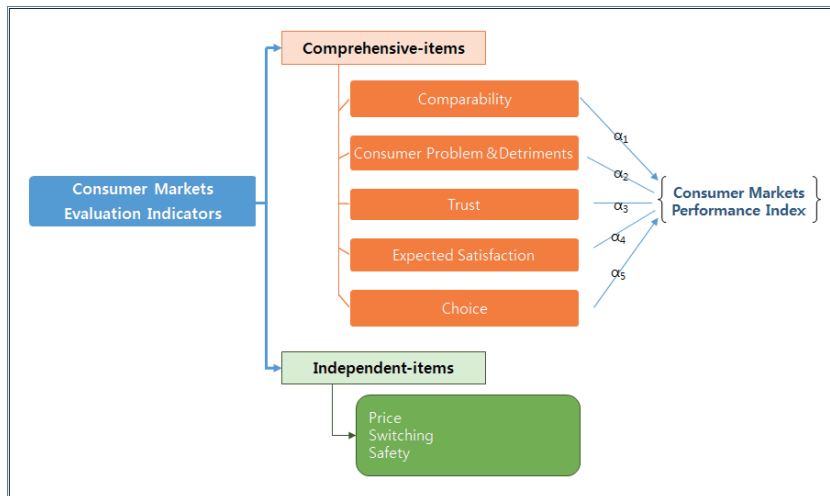 Comprehensive-items
Comparability
α1
Consumer Problem &Detriments
α2
Consumer Markets
Evaluation Indicators
Trust
α3
Consumer Markets
Performance Index
Expected Satisfaction
α4
Choice
α5
Independent-items
Price
Switching
Safety